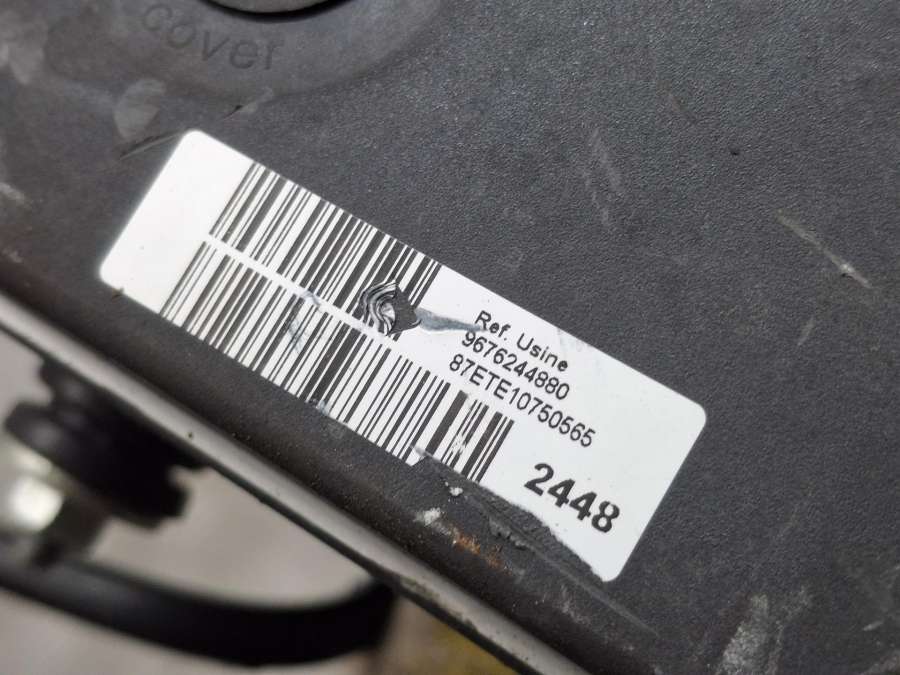 cover
Ref. Usine
9676244880
87ETE10750565
2448